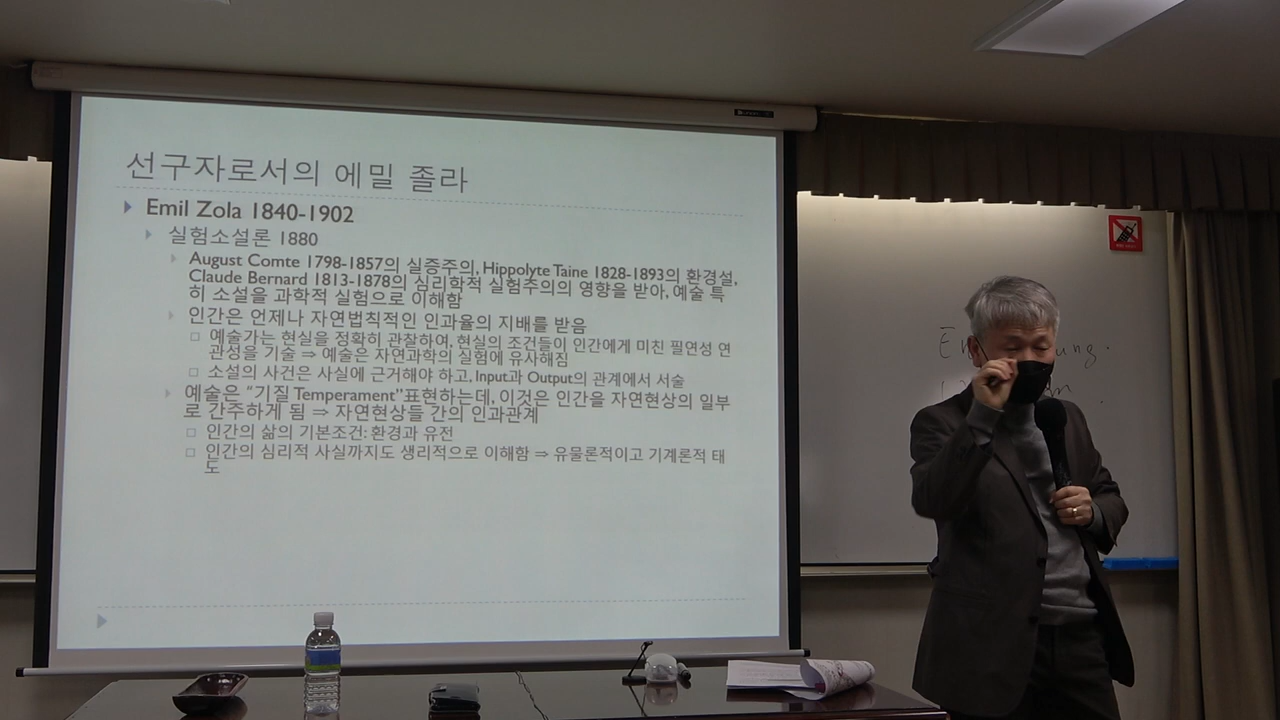 선구자로서의 에밀 졸라
Emil Zola 1840-1902
실험소설론 1880
August Comte 1798-1857의 실증주의, Hippolyte Taine 1828-1893의 환경설,
Claude Bernard 1813-1878의 심리학적 실험주의의 영향을 받아, 예술 특
히 소설을 과학적 실험으로 이해함
인간은 언제나 자연법칙적인 인과율의 지배를 받음
예술가는 현실을 정확히 관찰하여, 현실의 조건들이 인간에게 미친 필연성 연
관성을 기술 ⇒ 예술은 자연과학의 실험에 유사해짐
소설의 사건은 사실에 근거해야 하고, Input과 Output의 관계에서 서술
예술은 "기질 Temperament"표현하는데, 이것은 인간을 자연현상의 일부
로 간주하게 됨 ⇒ 자연현상들 간의 인과관계
인간의 삶의 기본조건: 환경과 유전
인간의 심리적 사실까지도 생리적으로 이해함 ⇒ 유물론적이고 기계론적 태
도